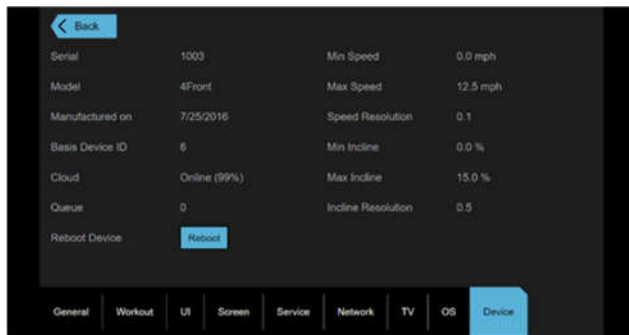 Back
Serial 1003 Min Speed 0.0 mph
Model 4Front Max Speed 12.5 mph
Manufactured on 7/25/2016 Speed Resolution 0.1
Basis Device ID 6 Min Incline 0.0 %
Cloud Online (99%) Max Incline 15.0 %
Queue 0 Incline Resolution 0.5
Reboot Device Reboot
General Workout UI Screen Service Network TV OS Device